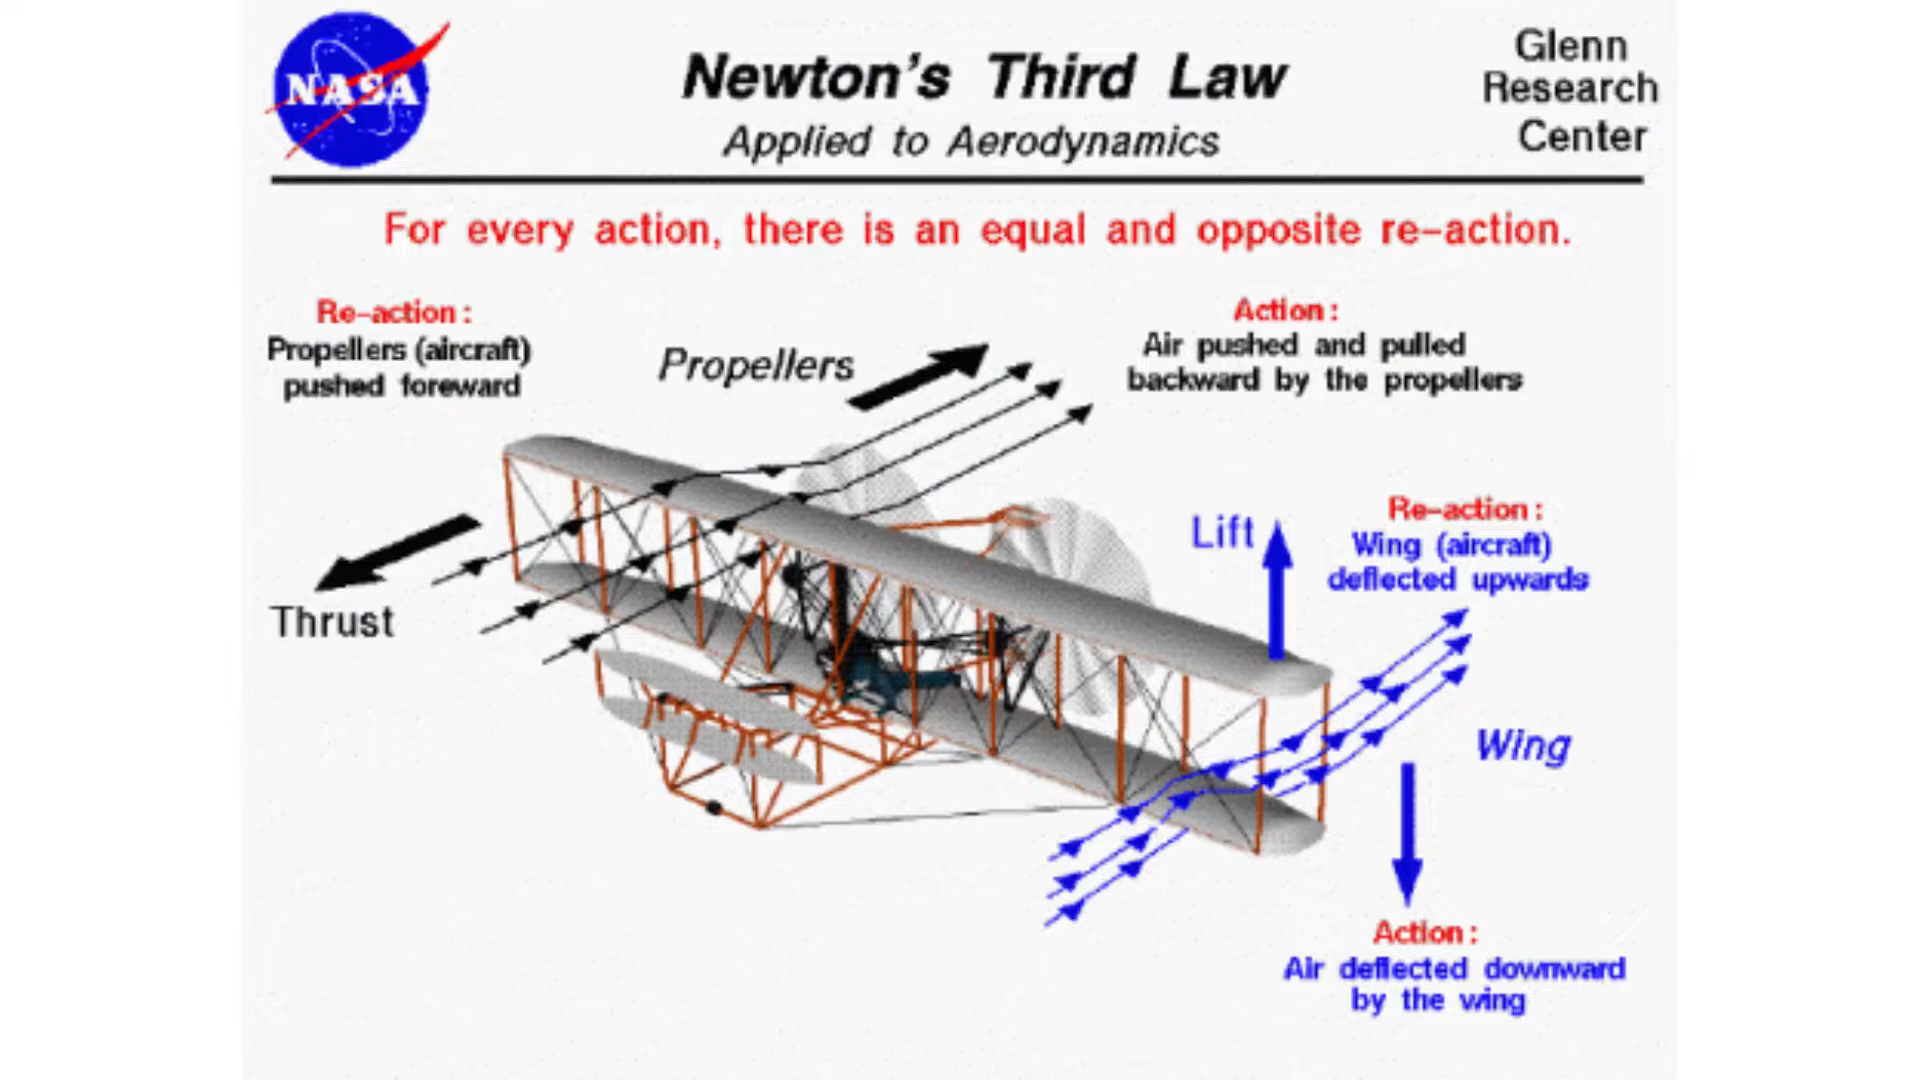 NASA
Newton's Third Law
Applied to Aerodynamics
Glenn
Research
Center
For every action, there is an equal and opposite re-action.
Re-action:
Propellers (aircraft)
pushed foreward
Propellers
Action:
Air pushed and pulled
backward by the propellers
Thrust
Lift
Re-action:
Wing (aircraft)
deflected upwards
Wing
Action:
Air deflected downward
by the wing